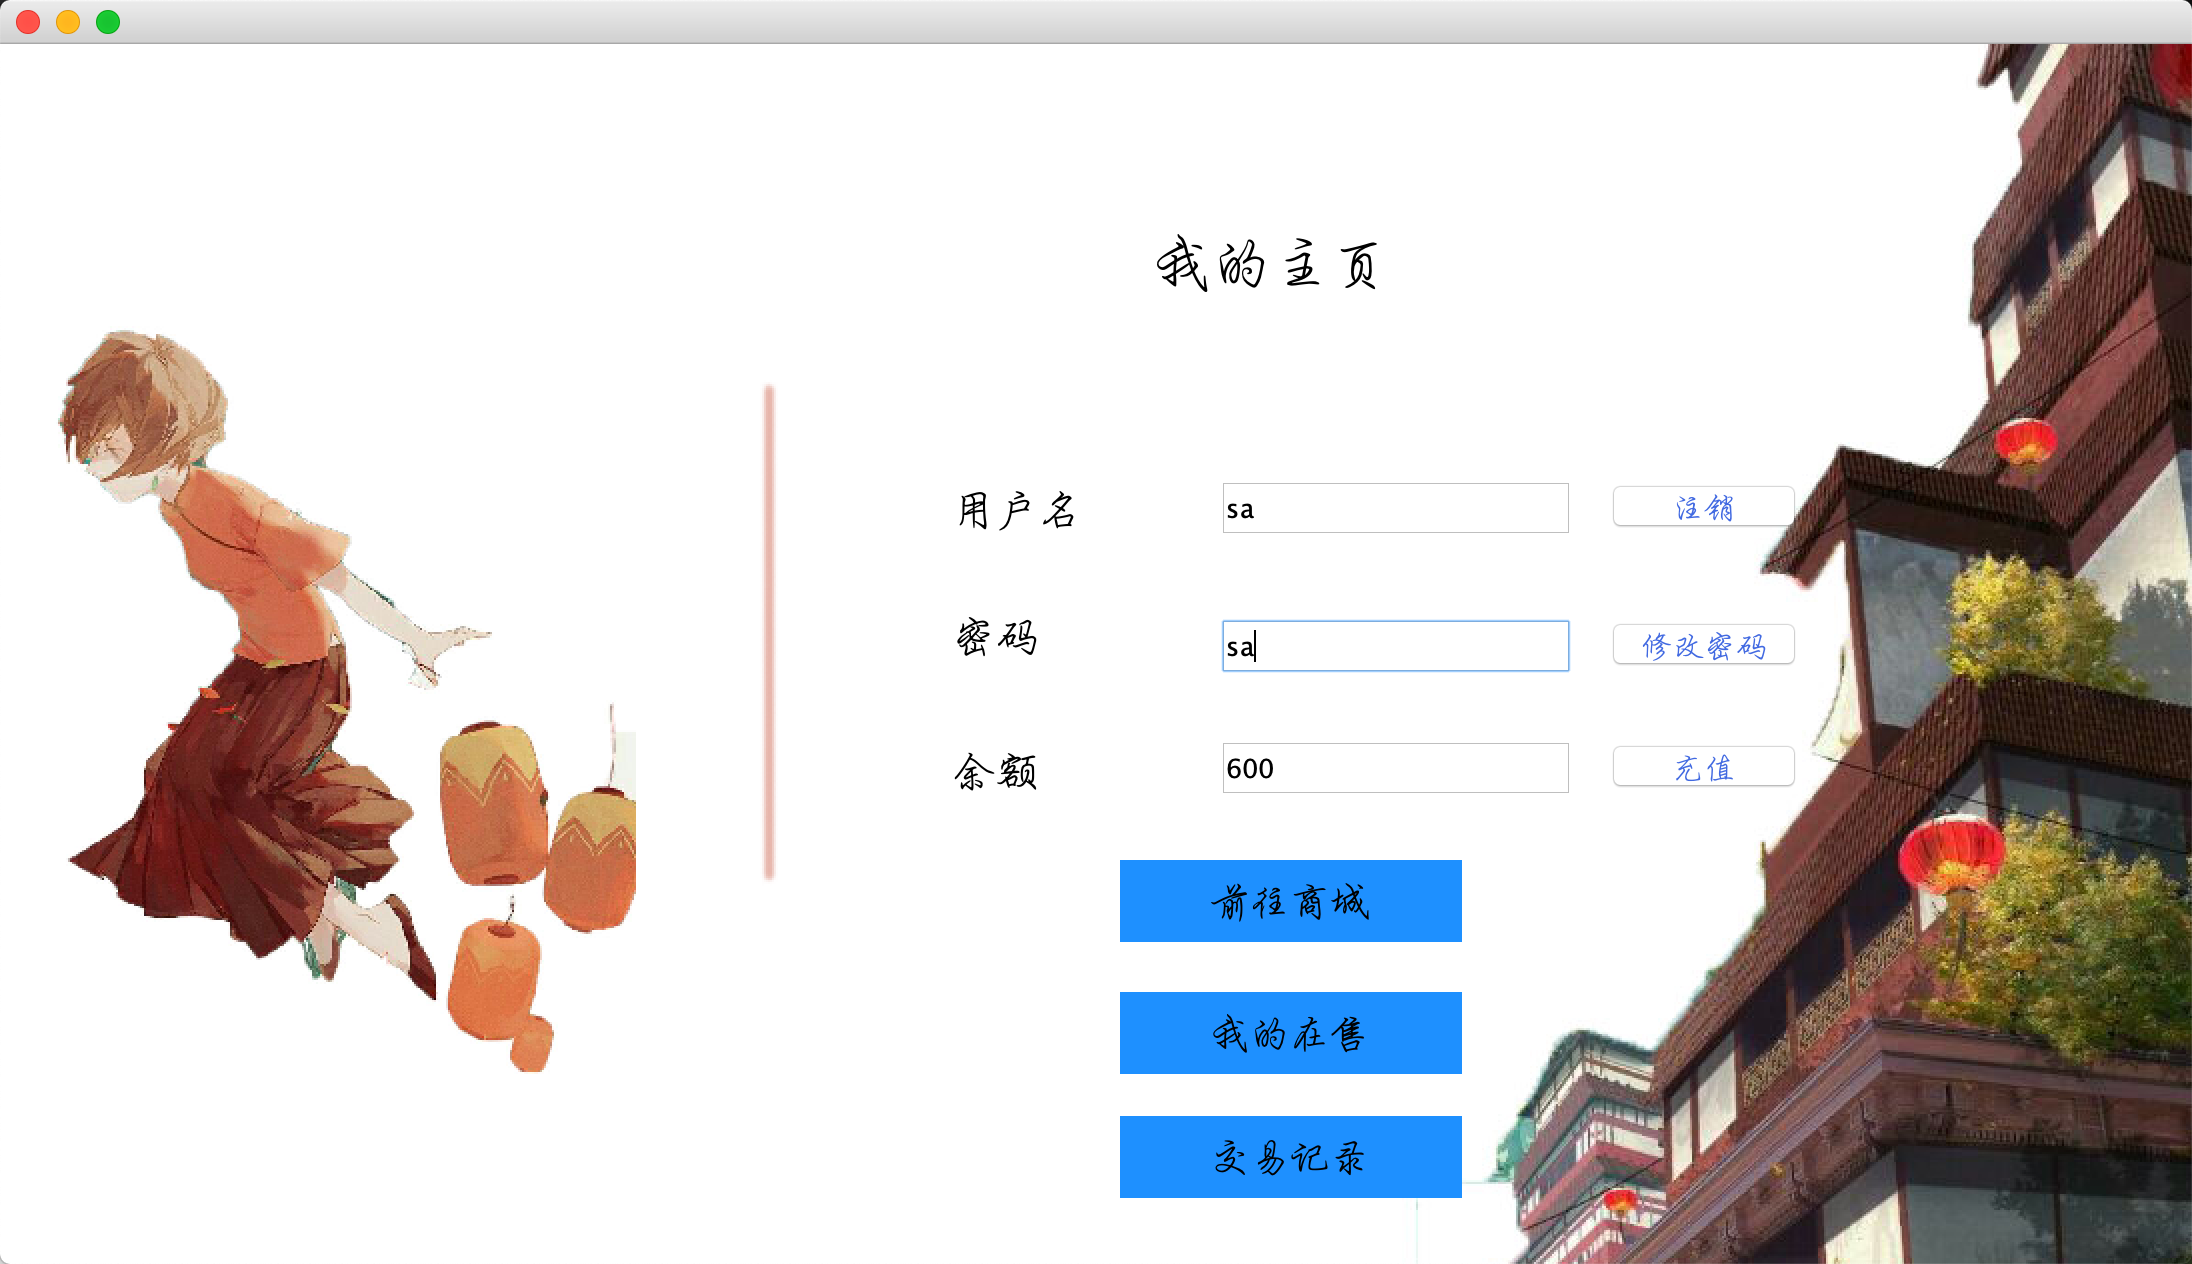 我的主页
用户名 sa 注销
密码 sa 修改密码
余额 600 充值
前往商城
我的在售
交易记录